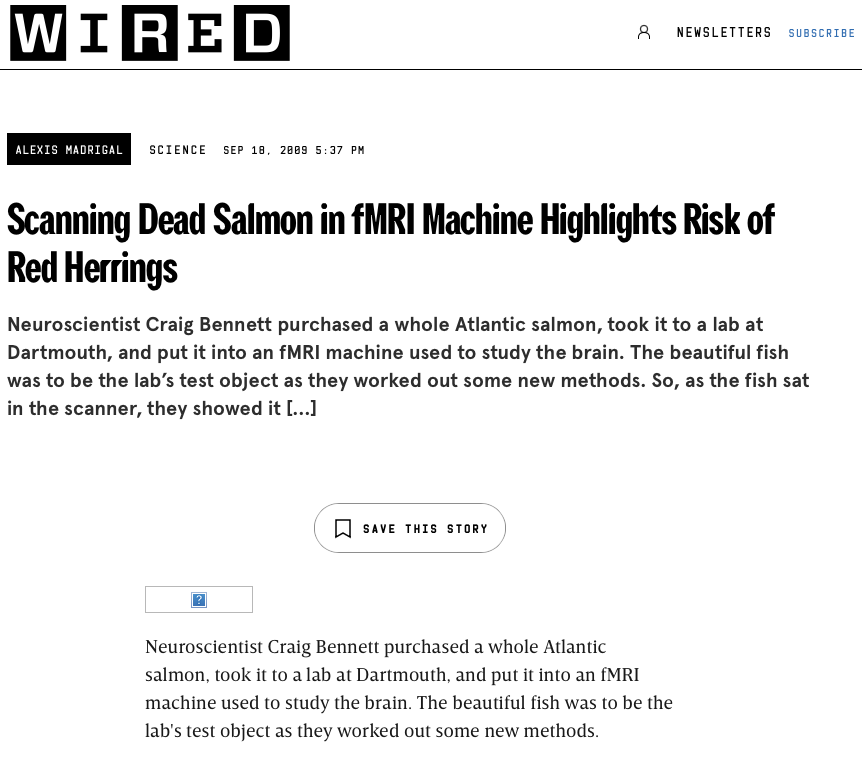 WIRED
NEWSLETTERS
SUBSCRIBE
ALEXIS MADRIGAL
SCIENCE
SEP 18, 2009 5:37 PM
Scanning Dead Salmon in fMRI Machine Highlights Risk of
Red Herrings
Neuroscientist Craig Bennett purchased a whole Atlantic salmon, took it to a lab at
Dartmouth, and put it into an fMRI machine used to study the brain. The beautiful fish
was to be the lab’s test object as they worked out some new methods. So, as the fish sat
in the scanner, they showed it […]
SAVE THIS STORY
?
Neuroscientist Craig Bennett purchased a whole Atlantic
salmon, took it to a lab at Dartmouth, and put it into an fMRI
machine used to study the brain. The beautiful fish was to be the
lab's test object as they worked out some new methods.